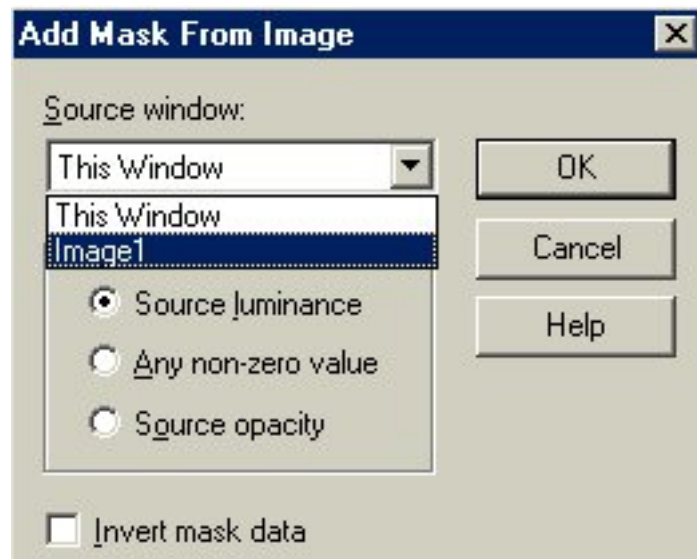 Add Mask From Image
Source window:
This Window
This Window
Image1
Source luminance
Any non-zero value
Source opacity
Invert mask data
OK
Cancel
Help